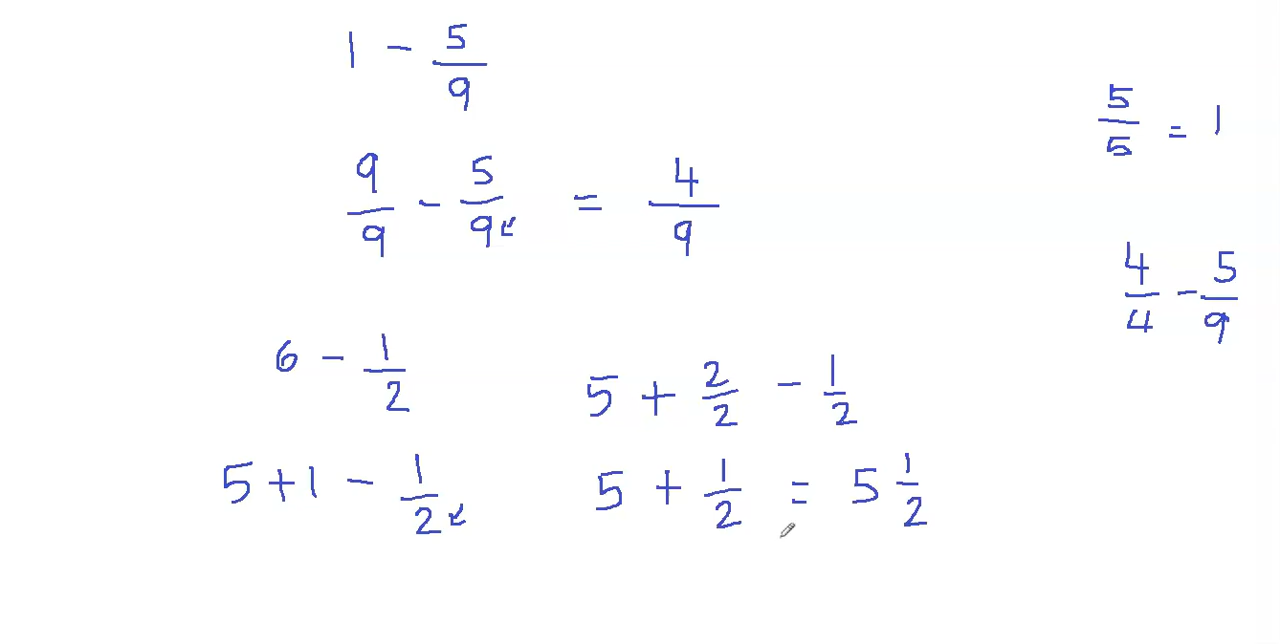 1 - 5/9
9/9 - 5/9 = 4/9
5/5 = 1
4/4 - 5/9
6 - 1/2
5 + 1 - 1/2
5 + 2/2 - 1/2
5 + 1/2 = 5 1/2